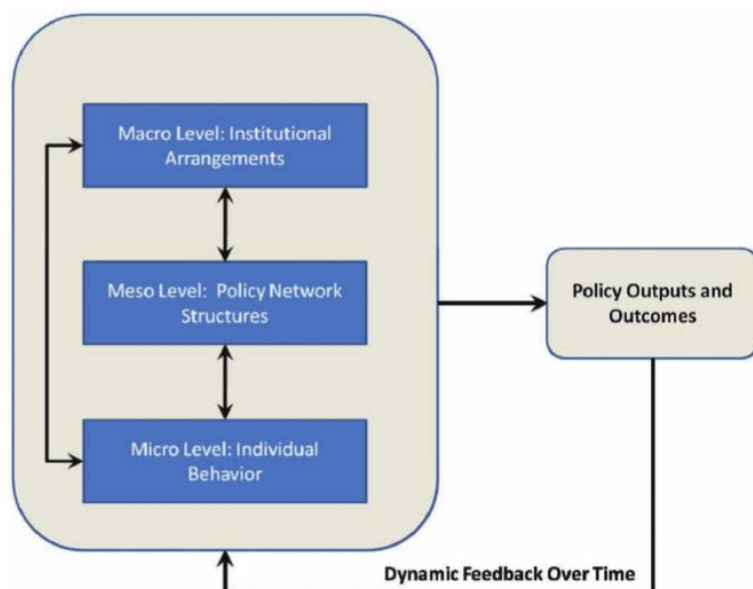 Macro Level: Institutional
Arrangements
Meso Level: Policy Network
Structures
Policy Outputs and
Outcomes
Micro Level: Individual
Behavior
Dynamic Feedback Over Time